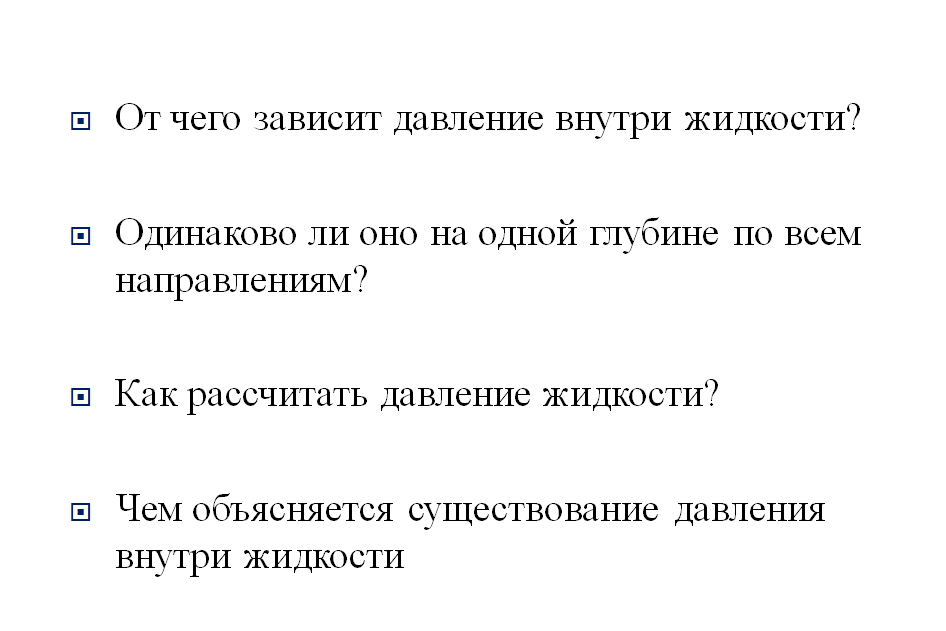 От чего зависит давление внутри жидкости?
Одинаково ли оно на одной глубине по всем
направлениям?
Как рассчитать давление жидкости?
Чем объясняется существование давления
внутри жидкости